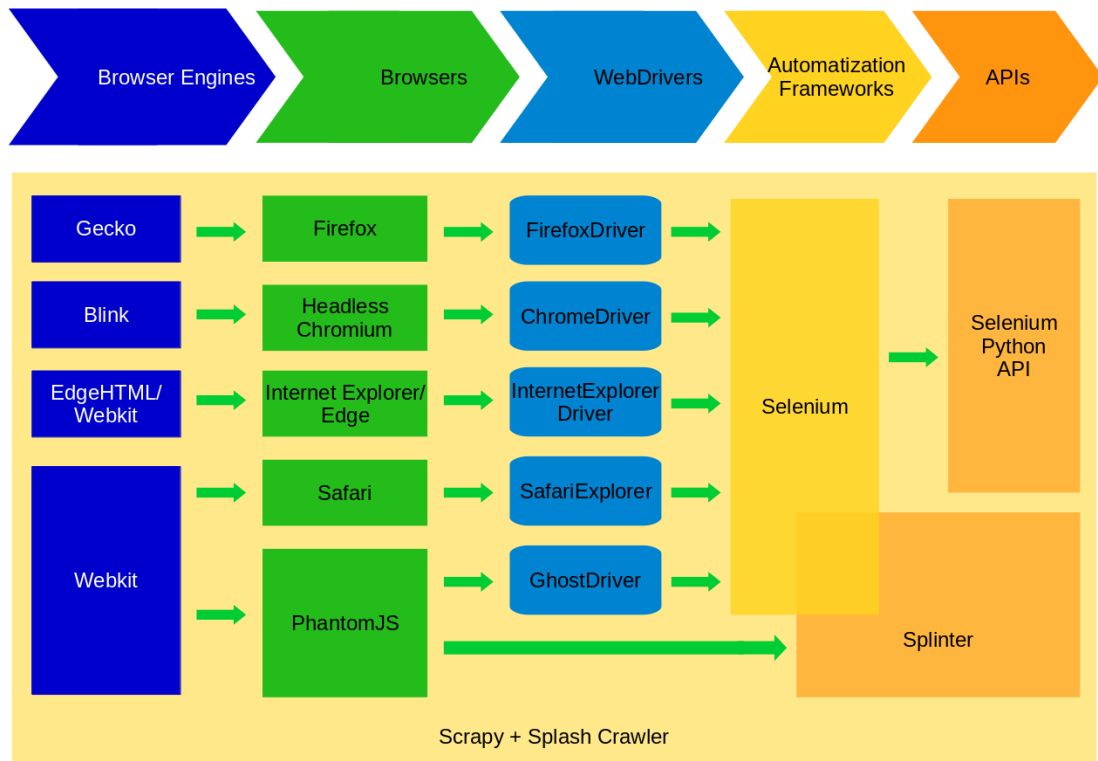 Browser Engines
Browsers
WebDrivers
Automatization
Frameworks
APIs
Gecko
Firefox
FirefoxDriver
Blink
Headless
Chromium
ChromeDriver
Selenium
Python
API
EdgeHTML/
Webkit
Internet Explorer/
Edge
InternetExplorer
Driver
Selenium
Safari
SafariExplorer
Webkit
PhantomJS
GhostDriver
Splinter
Scrapy + Splash Crawler